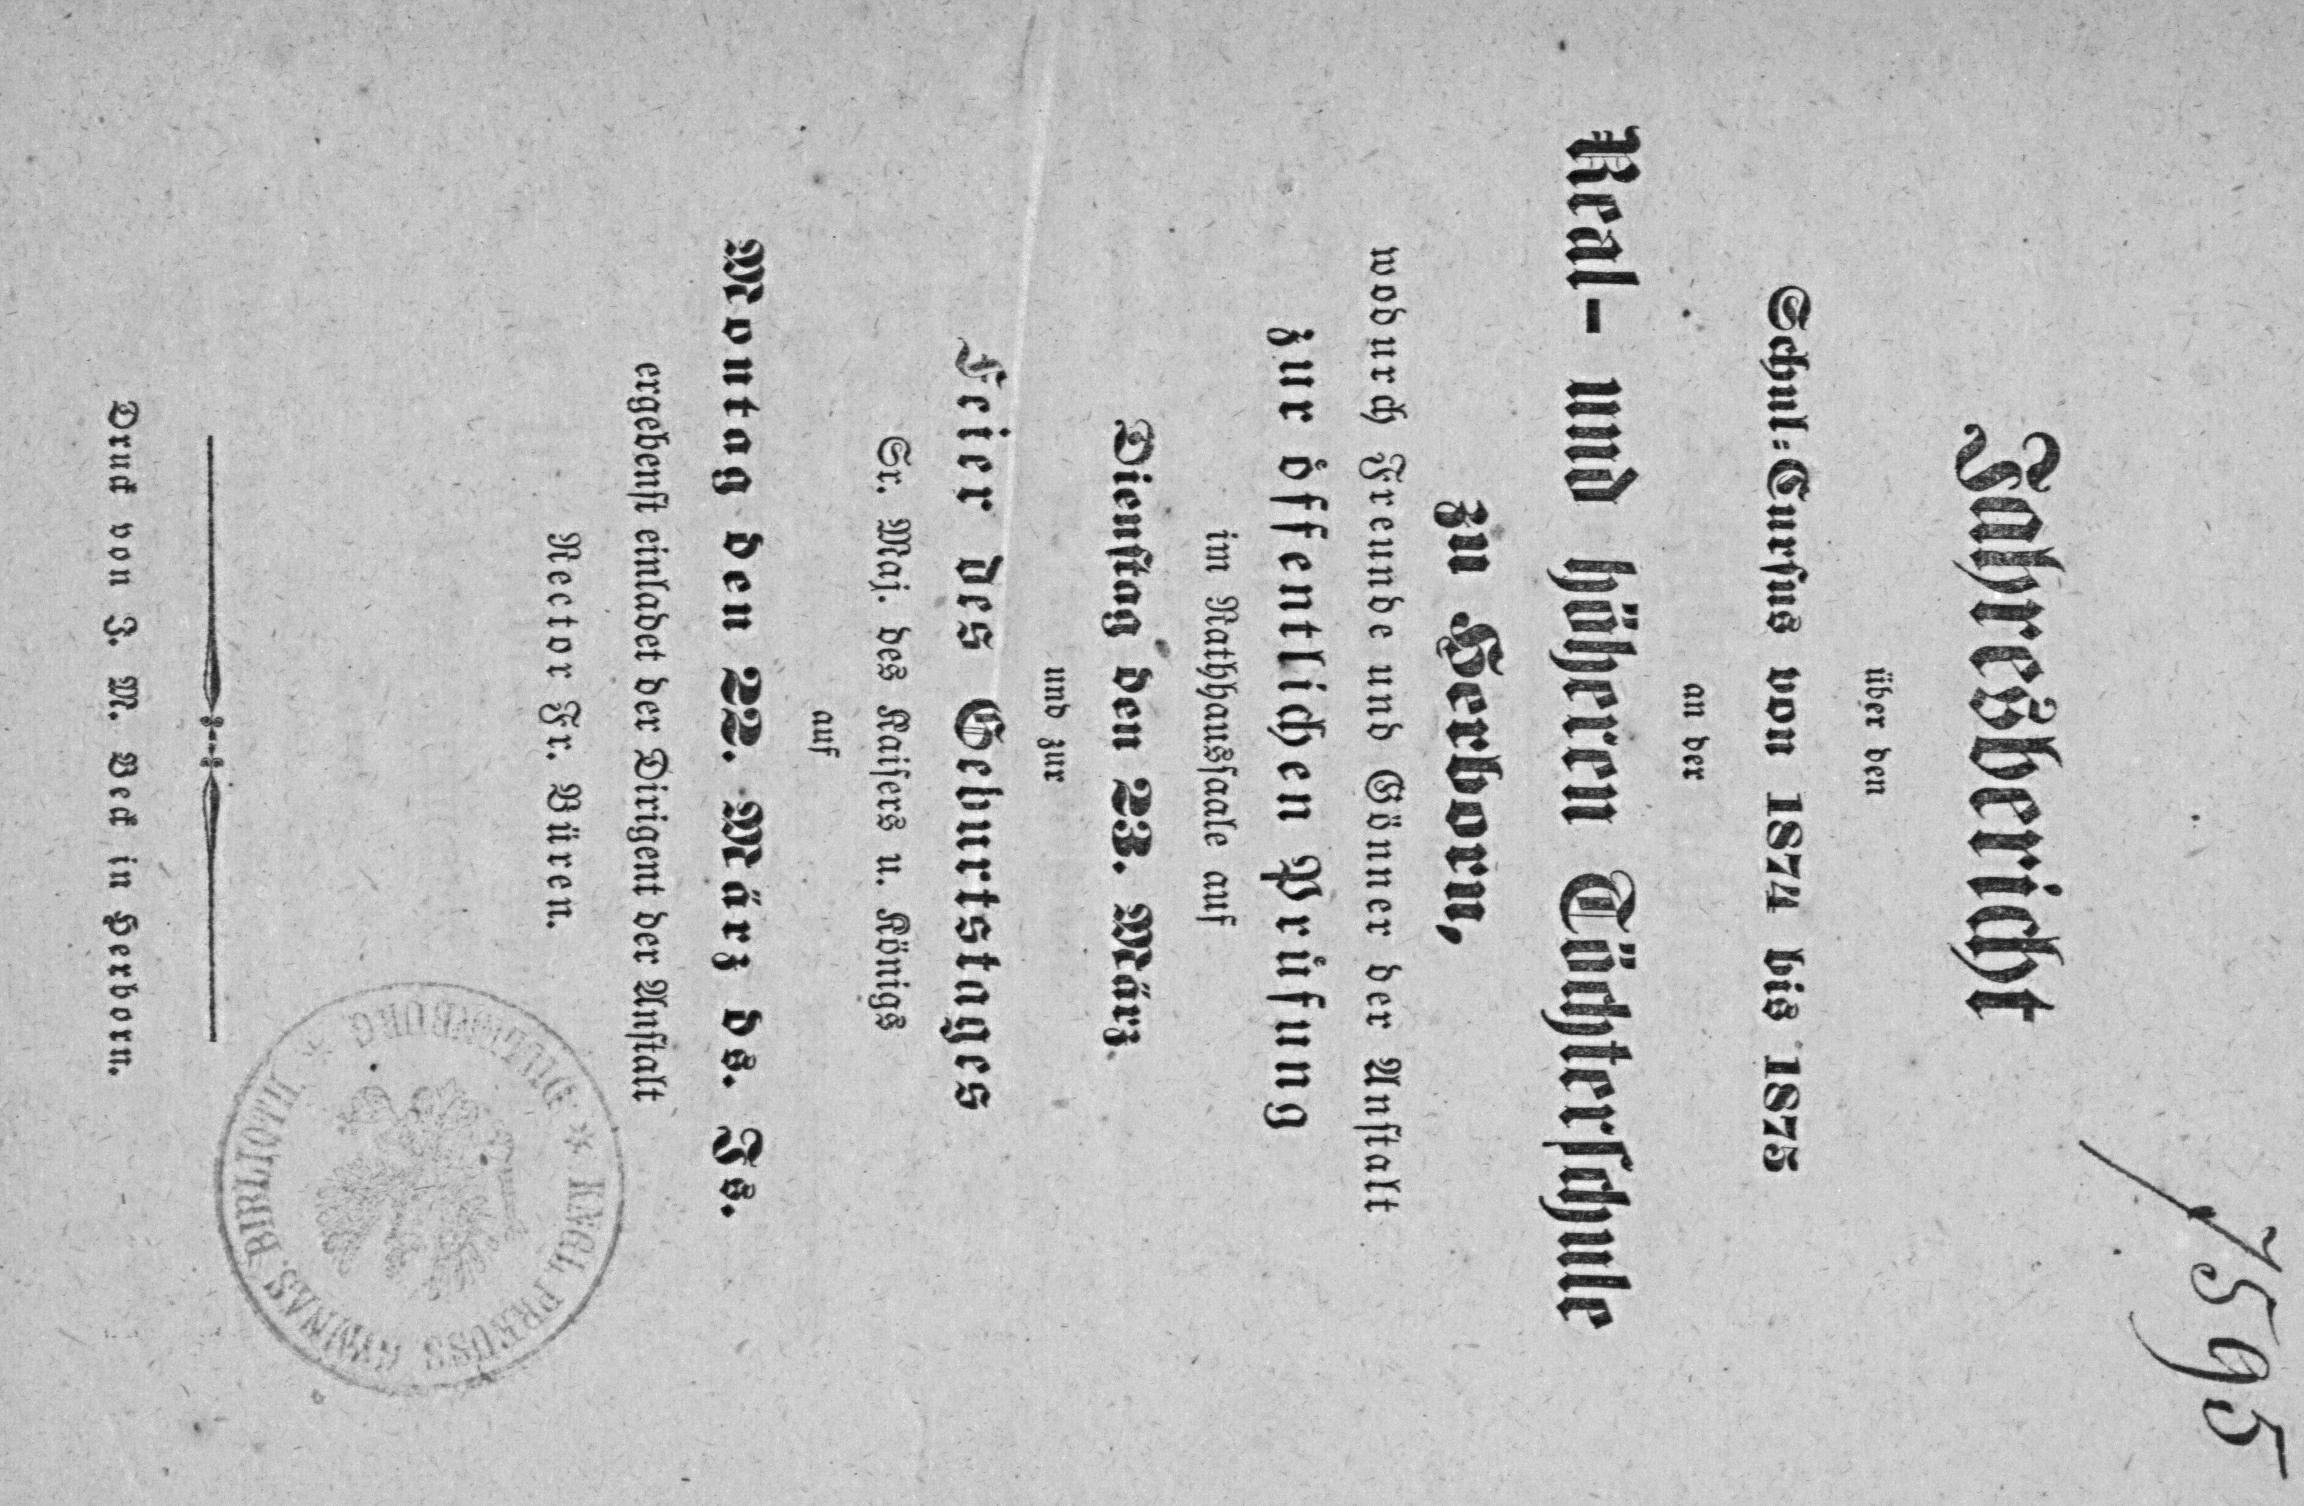 7595
Jahresbericht
über den
Schul-Cursus von 1874 bis 1875
an der
Real- und höheren Töchterschule
zu Herborn,
wodurch Freunde und Gönner der Anstalt
zur öffentlichen Prüfung
im Rathhaussaale auf
Dienstag den 23. März
und zur
Feier des Geburtstages
Sr. Maj. des Kaisers u. Königs
auf
Montag den 22. März ds. Js.
ergebenst einladet der Dirigent der Anstalt
Rector Fr. Büren.
* KEGL. PREUSS. GYMNAS. BIBLIOTH. *
Druck von J. M. Beck in Herborn.